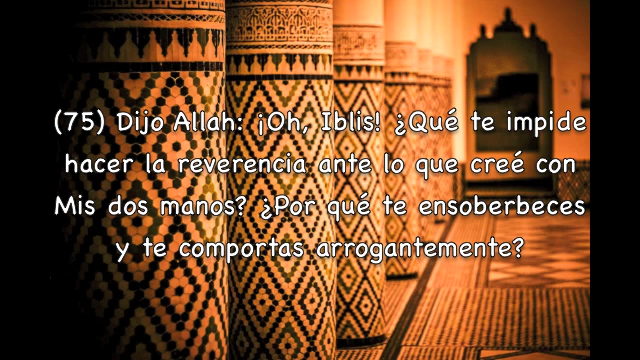 (75) Dijo Allah: ¡Oh, Iblis! ¿Qué te impide
hacer la reverencia ante lo que creé con
Mis dos manos? ¿Por qué te ensoberbeces
y te comportas arrogantemente?